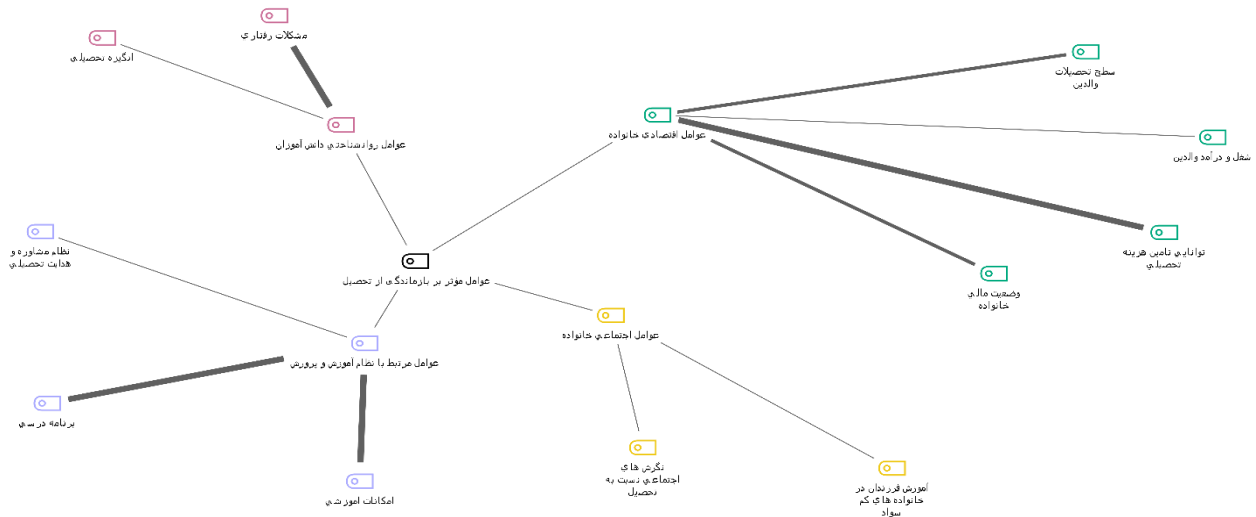 مشکلات رفتاری
انگیزه تحصیلی
سطح تحصیلات
والدین
عوامل روانشناختی دانش آموزان
عوامل اقتصادی خانواده
شغل و درآمد والدین
نظام مشاوره و
هدایت تحصیلی
توانایی تامین هزینه
تحصیلی
عوامل مؤثر بر بازماندگی از تحصیل
وضعیت مالی
خانواده
عوامل اجتماعی خانواده
عوامل مرتبط با نظام آموزش و پرورش
برنامه درسی
نگرش های
اجتماعی نسبت به
تحصیل
آموزش فرزندان در
خانواده های کم
سواد
امکانات اموزشی